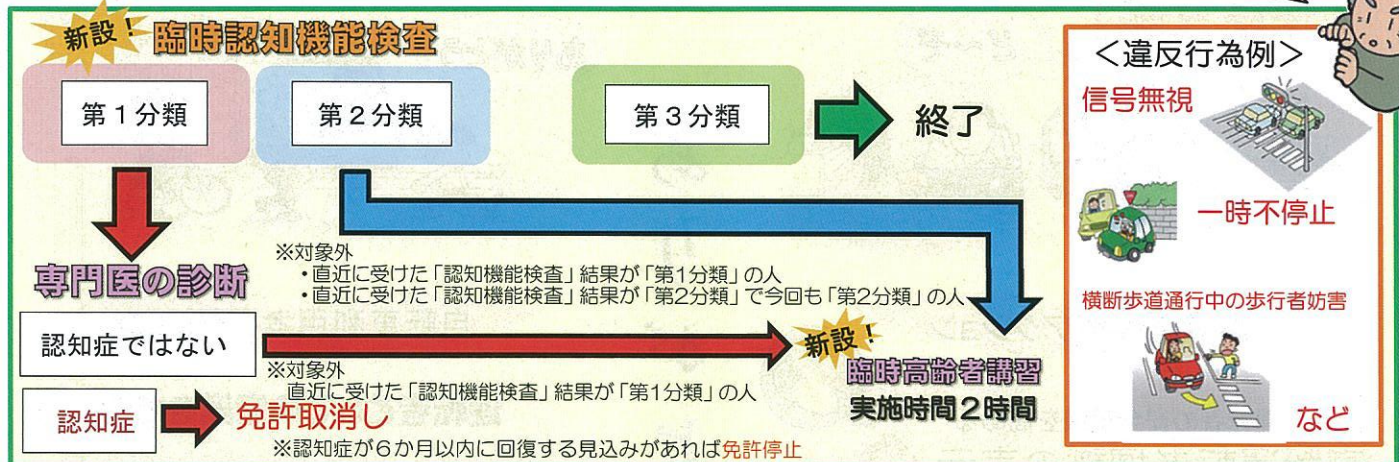 新設！
臨時認知機能検査
第１分類
第２分類
第３分類
終了
専門医の診断
※対象外
・直近に受けた「認知機能検査」結果が「第1分類」の人
・直近に受けた「認知機能検査」結果が「第2分類」で今回も「第2分類」の人
認知症ではない
※対象外
直近に受けた「認知機能検査」結果が「第1分類」の人
新設！
臨時高齢者講習
実施時間２時間
認知症
免許取消し
※認知症が６か月以内に回復する見込みがあれば免許停止
＜違反行為例＞
信号無視
一時不停止
横断歩道通行中の歩行者妨害
など